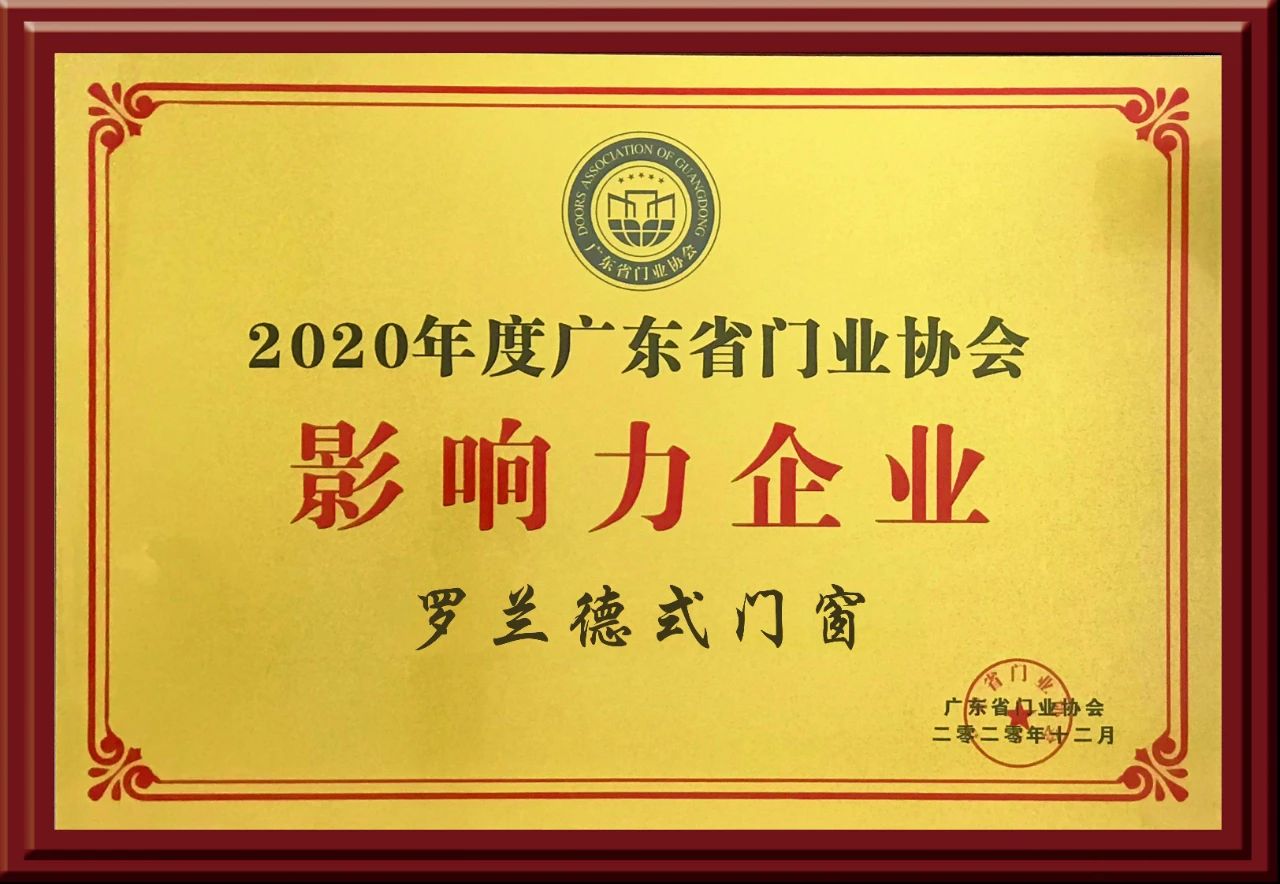 DOORS ASSOCIATION OF GUANGDONG
广东省门业协会
2020年度广东省门业协会
影响力企业
罗兰德式门窗
广东省门业协会
二零二零年十二月